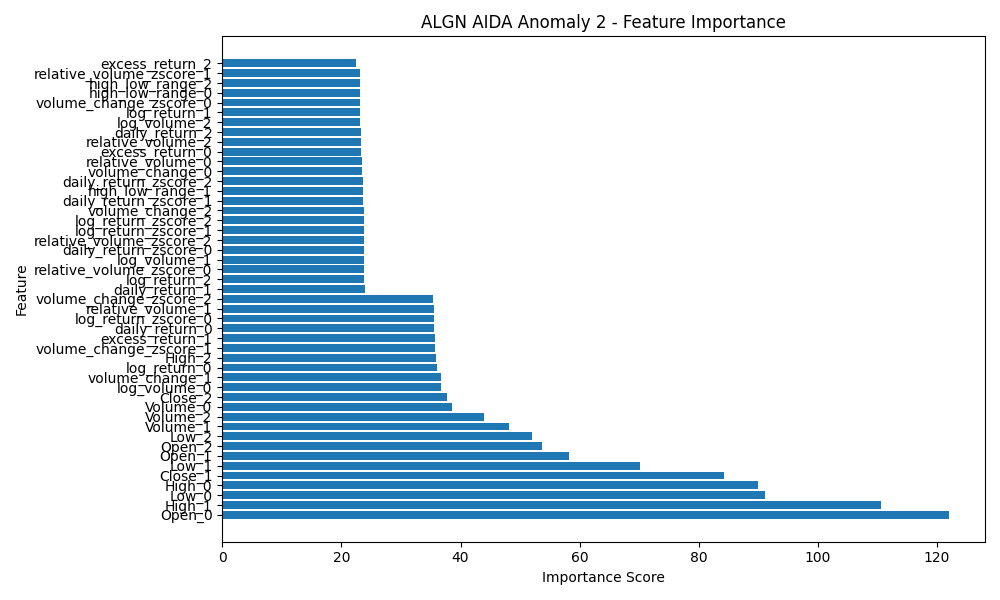 ALGN AIDA Anomaly 2 - Feature Importance
excess_return_2
relative_volume_zscore_1
high_low_range_2
high_low_range_0
volume_change_zscore_0
log_return_1
log_volume_2
daily_return_2
relative_volume_2
excess_return_0
relative_volume_0
volume_change_0
daily_return_zscore_2
high_low_range_1
daily_return_zscore_1
volume_change_2
log_return_zscore_2
log_return_zscore_1
relative_volume_zscore_2
daily_return_zscore_0
log_volume_1
relative_volume_zscore_0
log_return_2
daily_return_1
volume_change_zscore_2
relative_volume_1
log_return_zscore_0
daily_return_0
excess_return_1
volume_change_zscore_1
High_2
log_return_0
volume_change_1
log_volume_0
Close_2
Volume_0
Volume_2
Volume_1
Low_2
Open_2
Open_1
Low_1
Close_1
High_0
Low_0
High_1
Open_0
Feature
0 20 40 60 80 100 120
Importance Score